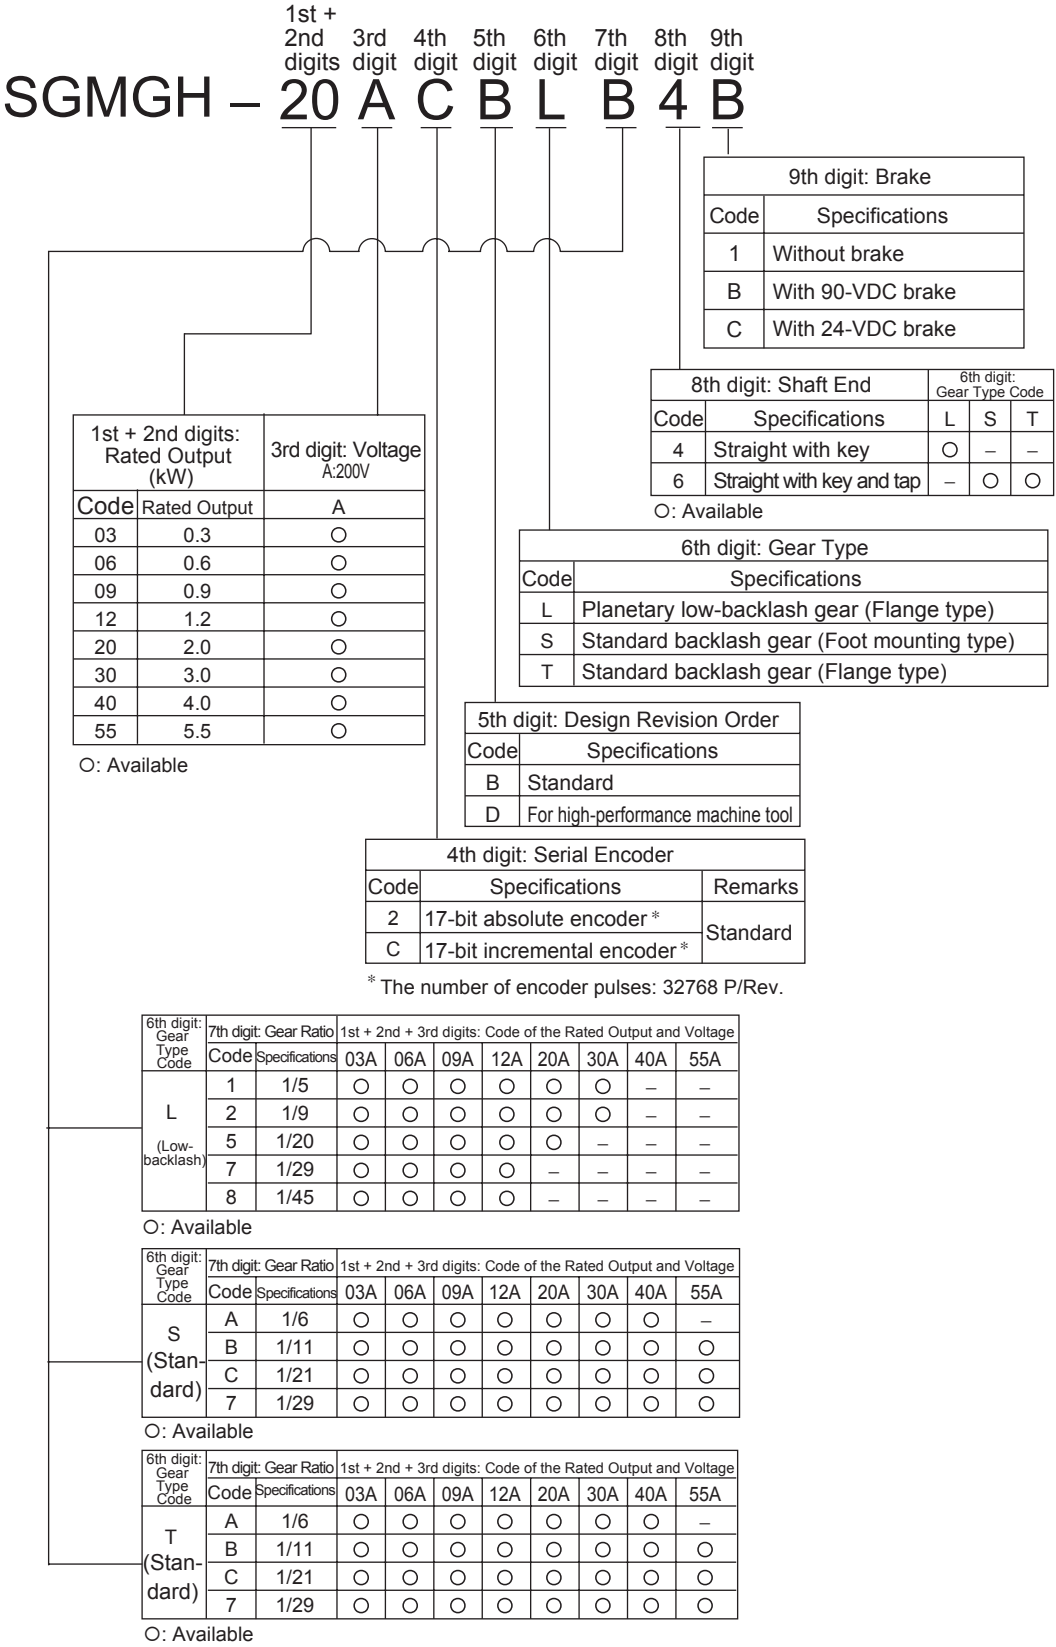 1st +
2nd 3rd 4th 5th 6th 7th 8th 9th
digits digit digit digit digit digit digit digit
SGMGH – 20 A C B L B 4 B
9th digit: Brake
Code Specifications
1 Without brake
B With 90-VDC brake
C With 24-VDC brake
8th digit: Shaft End 6th digit: Gear Type Code
Code Specifications L S T
4 Straight with key ○ – –
6 Straight with key and tap – ○ ○
○: Available
1st + 2nd digits:
Rated Output
(kW)
3rd digit: Voltage
A:200V
Code Rated Output A
03 0.3 ○
06 0.6 ○
09 0.9 ○
12 1.2 ○
20 2.0 ○
30 3.0 ○
40 4.0 ○
55 5.5 ○
○: Available
6th digit: Gear Type
Code Specifications
L Planetary low-backlash gear (Flange type)
S Standard backlash gear (Foot mounting type)
T Standard backlash gear (Flange type)
5th digit: Design Revision Order
Code Specifications
B Standard
D For high-performance machine tool
4th digit: Serial Encoder
Code Specifications Remarks
2 17-bit absolute encoder *
Standard
C 17-bit incremental encoder *
* The number of encoder pulses: 32768 P/Rev.
6th digit:
Gear
Type
Code
7th digit: Gear Ratio 1st + 2nd + 3rd digits: Code of the Rated Output and Voltage
Code Specifications 03A 06A 09A 12A 20A 30A 40A 55A
L
(Low-
backlash)
1 1/5 ○ ○ ○ ○ ○ ○ – –
2 1/9 ○ ○ ○ ○ ○ ○ – –
5 1/20 ○ ○ ○ ○ ○ – – –
7 1/29 ○ ○ ○ ○ – – – –
8 1/45 ○ ○ ○ ○ – – – –
○: Available
6th digit:
Gear
Type
Code
7th digit: Gear Ratio 1st + 2nd + 3rd digits: Code of the Rated Output and Voltage
Code Specifications 03A 06A 09A 12A 20A 30A 40A 55A
S
(Stan-
dard)
A 1/6 ○ ○ ○ ○ ○ ○ ○ –
B 1/11 ○ ○ ○ ○ ○ ○ ○ ○
C 1/21 ○ ○ ○ ○ ○ ○ ○ ○
7 1/29 ○ ○ ○ ○ ○ ○ ○ ○
○: Available
6th digit:
Gear
Type
Code
7th digit: Gear Ratio 1st + 2nd + 3rd digits: Code of the Rated Output and Voltage
Code Specifications 03A 06A 09A 12A 20A 30A 40A 55A
T
(Stan-
dard)
A 1/6 ○ ○ ○ ○ ○ ○ ○ –
B 1/11 ○ ○ ○ ○ ○ ○ ○ ○
C 1/21 ○ ○ ○ ○ ○ ○ ○ ○
7 1/29 ○ ○ ○ ○ ○ ○ ○ ○
○: Available